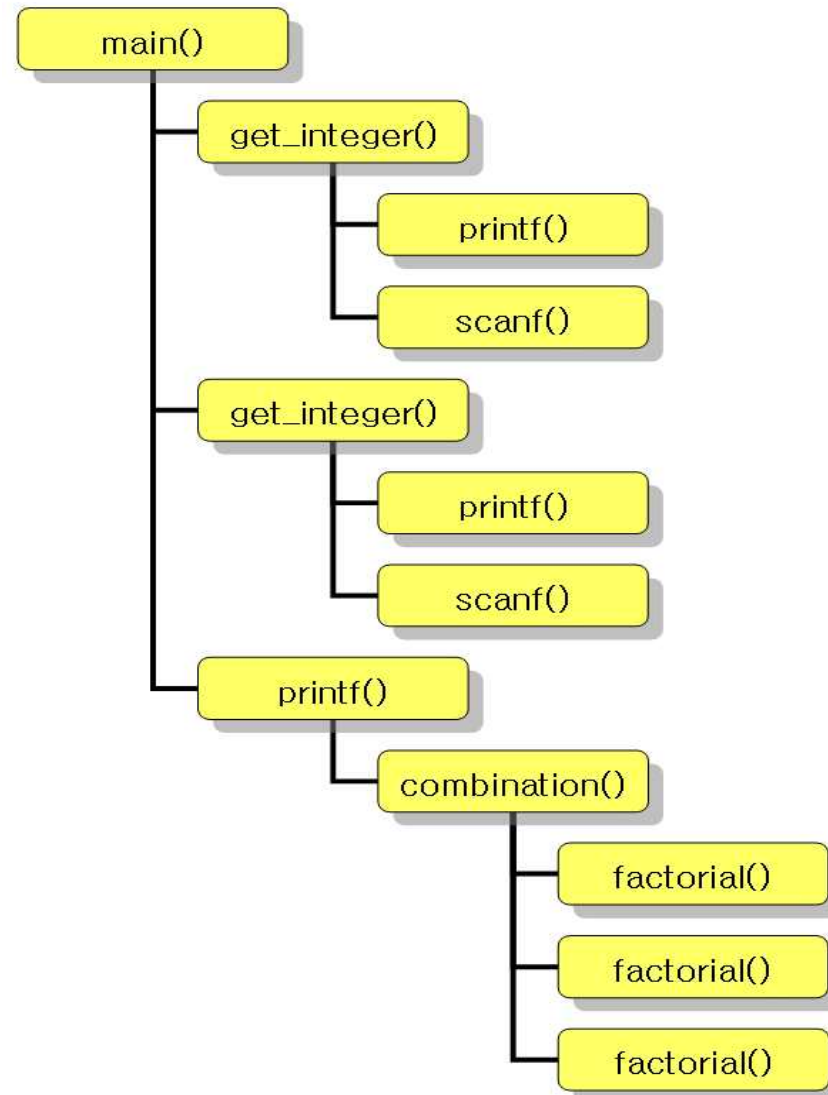 main()
get_integer()
printf()
scanf()
get_integer()
printf()
scanf()
printf()
combination()
factorial()
factorial()
factorial()